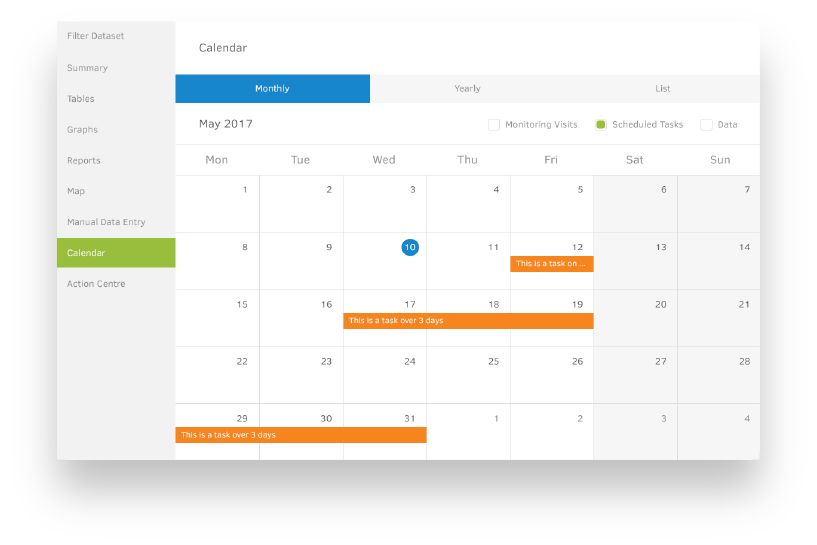 Filter Dataset
Summary
Tables
Graphs
Reports
Map
Manual Data Entry
Calendar
Action Centre
Calendar
Monthly Yearly List
May 2017 Monitoring Visits Scheduled Tasks Data
Mon Tue Wed Thu Fri Sat Sun
1 2 3 4 5 6 7
8 9 10 11 12 13 14
This is a task on ...
15 16 17 18 19 20 21
This is a task over 3 days
22 23 24 25 26 27 28
29 30 31 1 2 3 4
This is a task over 3 days